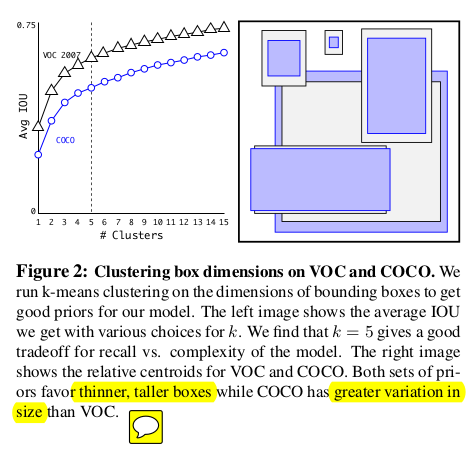 0.75
VOC 2007
COCO
Avg IOU
0
1 2 3 4 5 6 7 8 9 10 11 12 13 14 15
# Clusters
Figure 2: Clustering box dimensions on VOC and COCO. We
run k-means clustering on the dimensions of bounding boxes to get
good priors for our model. The left image shows the average IOU
we get with various choices for k. We find that k = 5 gives a good
tradeoff for recall vs. complexity of the model. The right image
shows the relative centroids for VOC and COCO. Both sets of pri-
ors favor thinner, taller boxes while COCO has greater variation in
size than VOC.